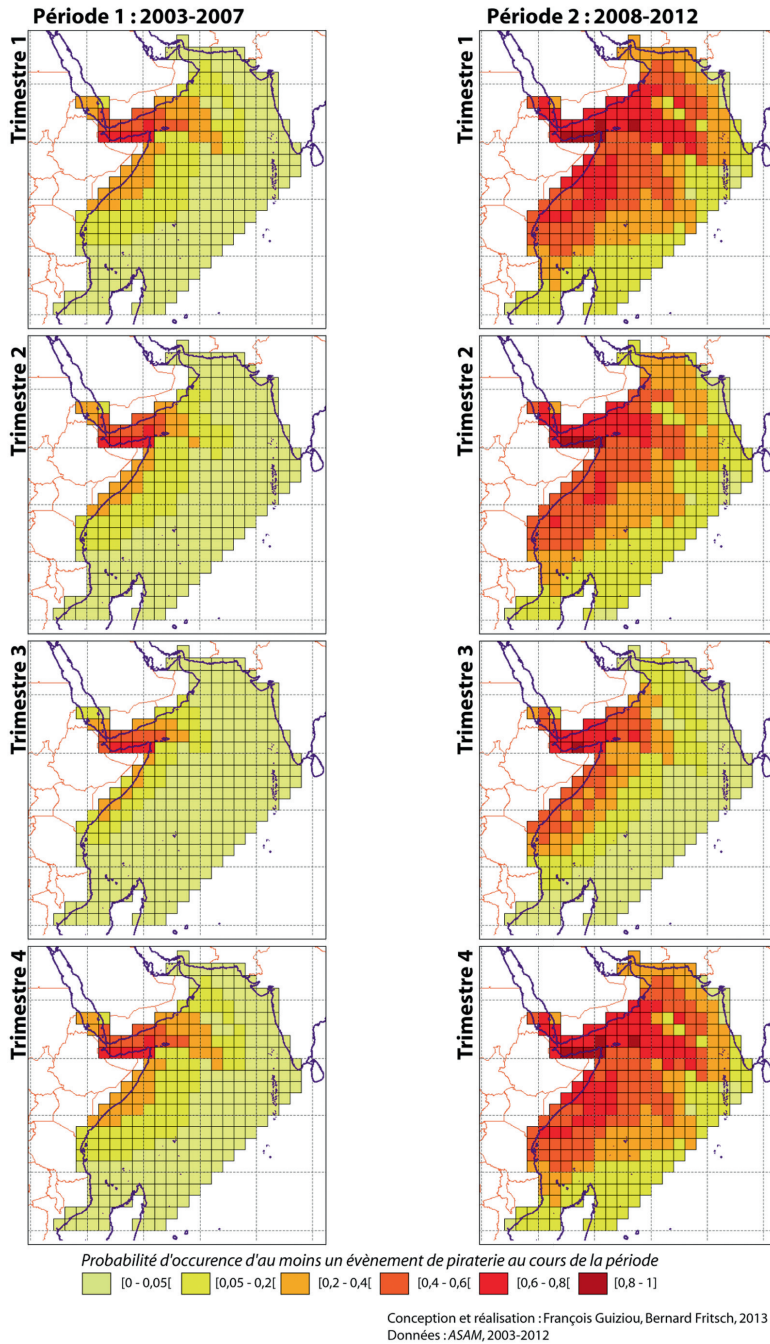 Période 1 : 2003-2007
Période 2 : 2008-2012
Trimestre 1
Trimestre 1
Trimestre 2
Trimestre 2
Trimestre 3
Trimestre 3
Trimestre 4
Trimestre 4
Probabilité d'occurence d'au moins un évènement de piraterie au cours de la période
[0 - 0,05[ [0,05 - 0,2[ [0,2 - 0,4[ [0,4 - 0,6[ [0,6 - 0,8[ [0,8 - 1]
Conception et réalisation : François Guiziou, Bernard Fritsch, 2013
Données : ASAM, 2003-2012